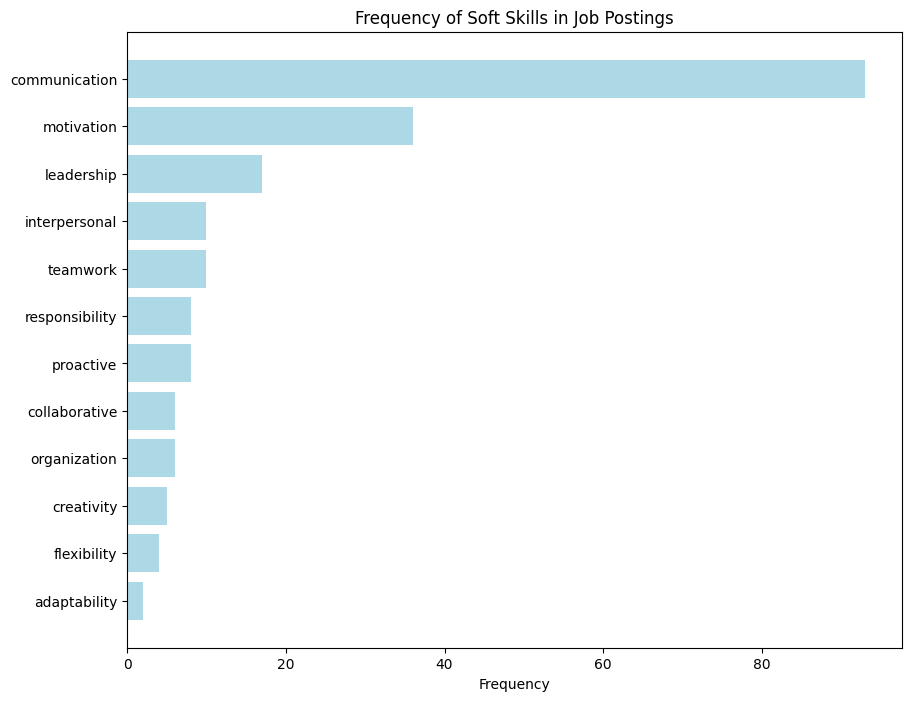 Frequency of Soft Skills in Job Postings
communication
motivation
leadership
interpersonal
teamwork
responsibility
proactive
collaborative
organization
creativity
flexibility
adaptability
0 20 40 60 80
Frequency